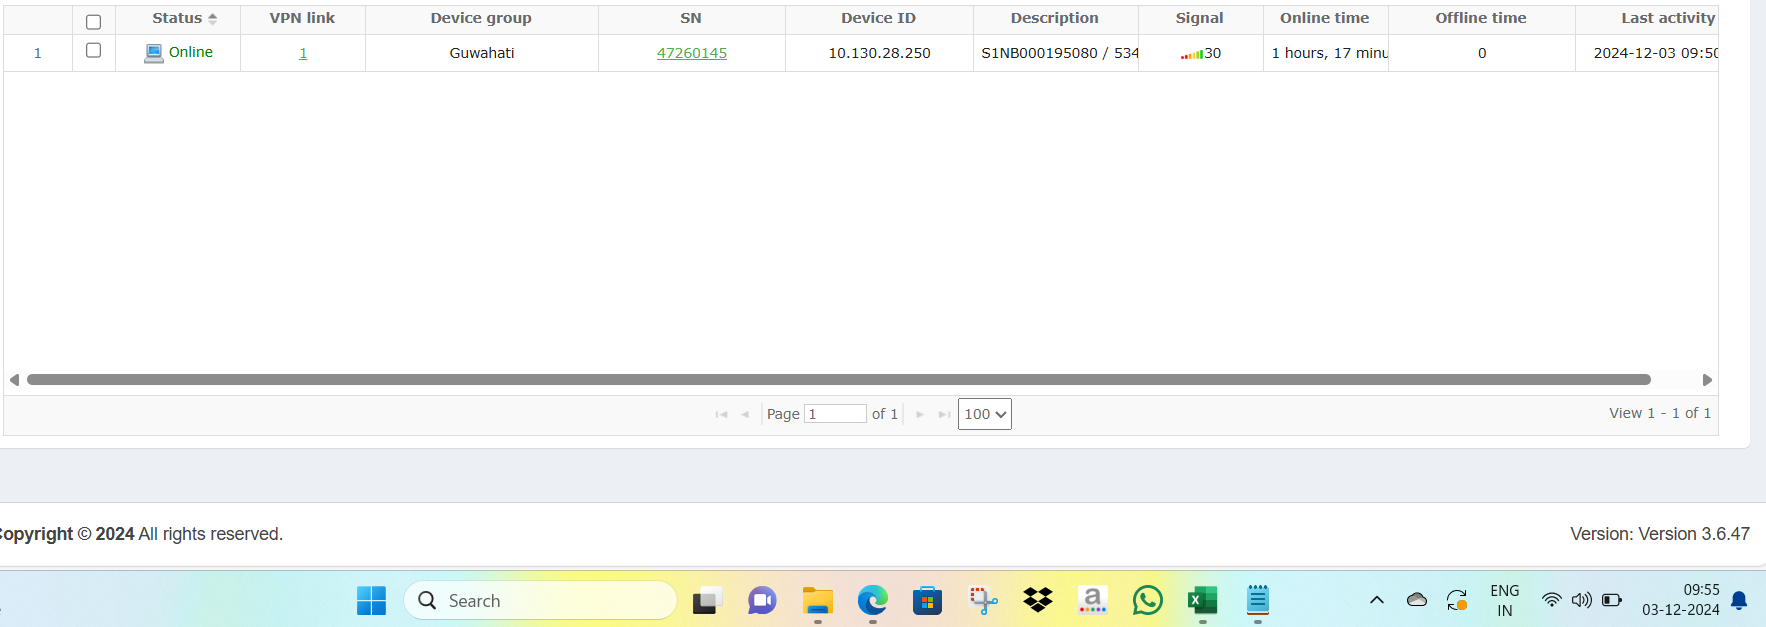 Status VPN link Device group SN Device ID Description Signal Online time Offline time Last activity
1 Online 1 Guwahati 47260145 10.130.28.250 S1NB000195080 / 534 30 1 hours, 17 minu 0 2024-12-03 09:50
Page 1 of 1 100 View 1 - 1 of 1
opyright © 2024 All rights reserved. Version: Version 3.6.47
Search a ENG 09:55
IN 03-12-2024